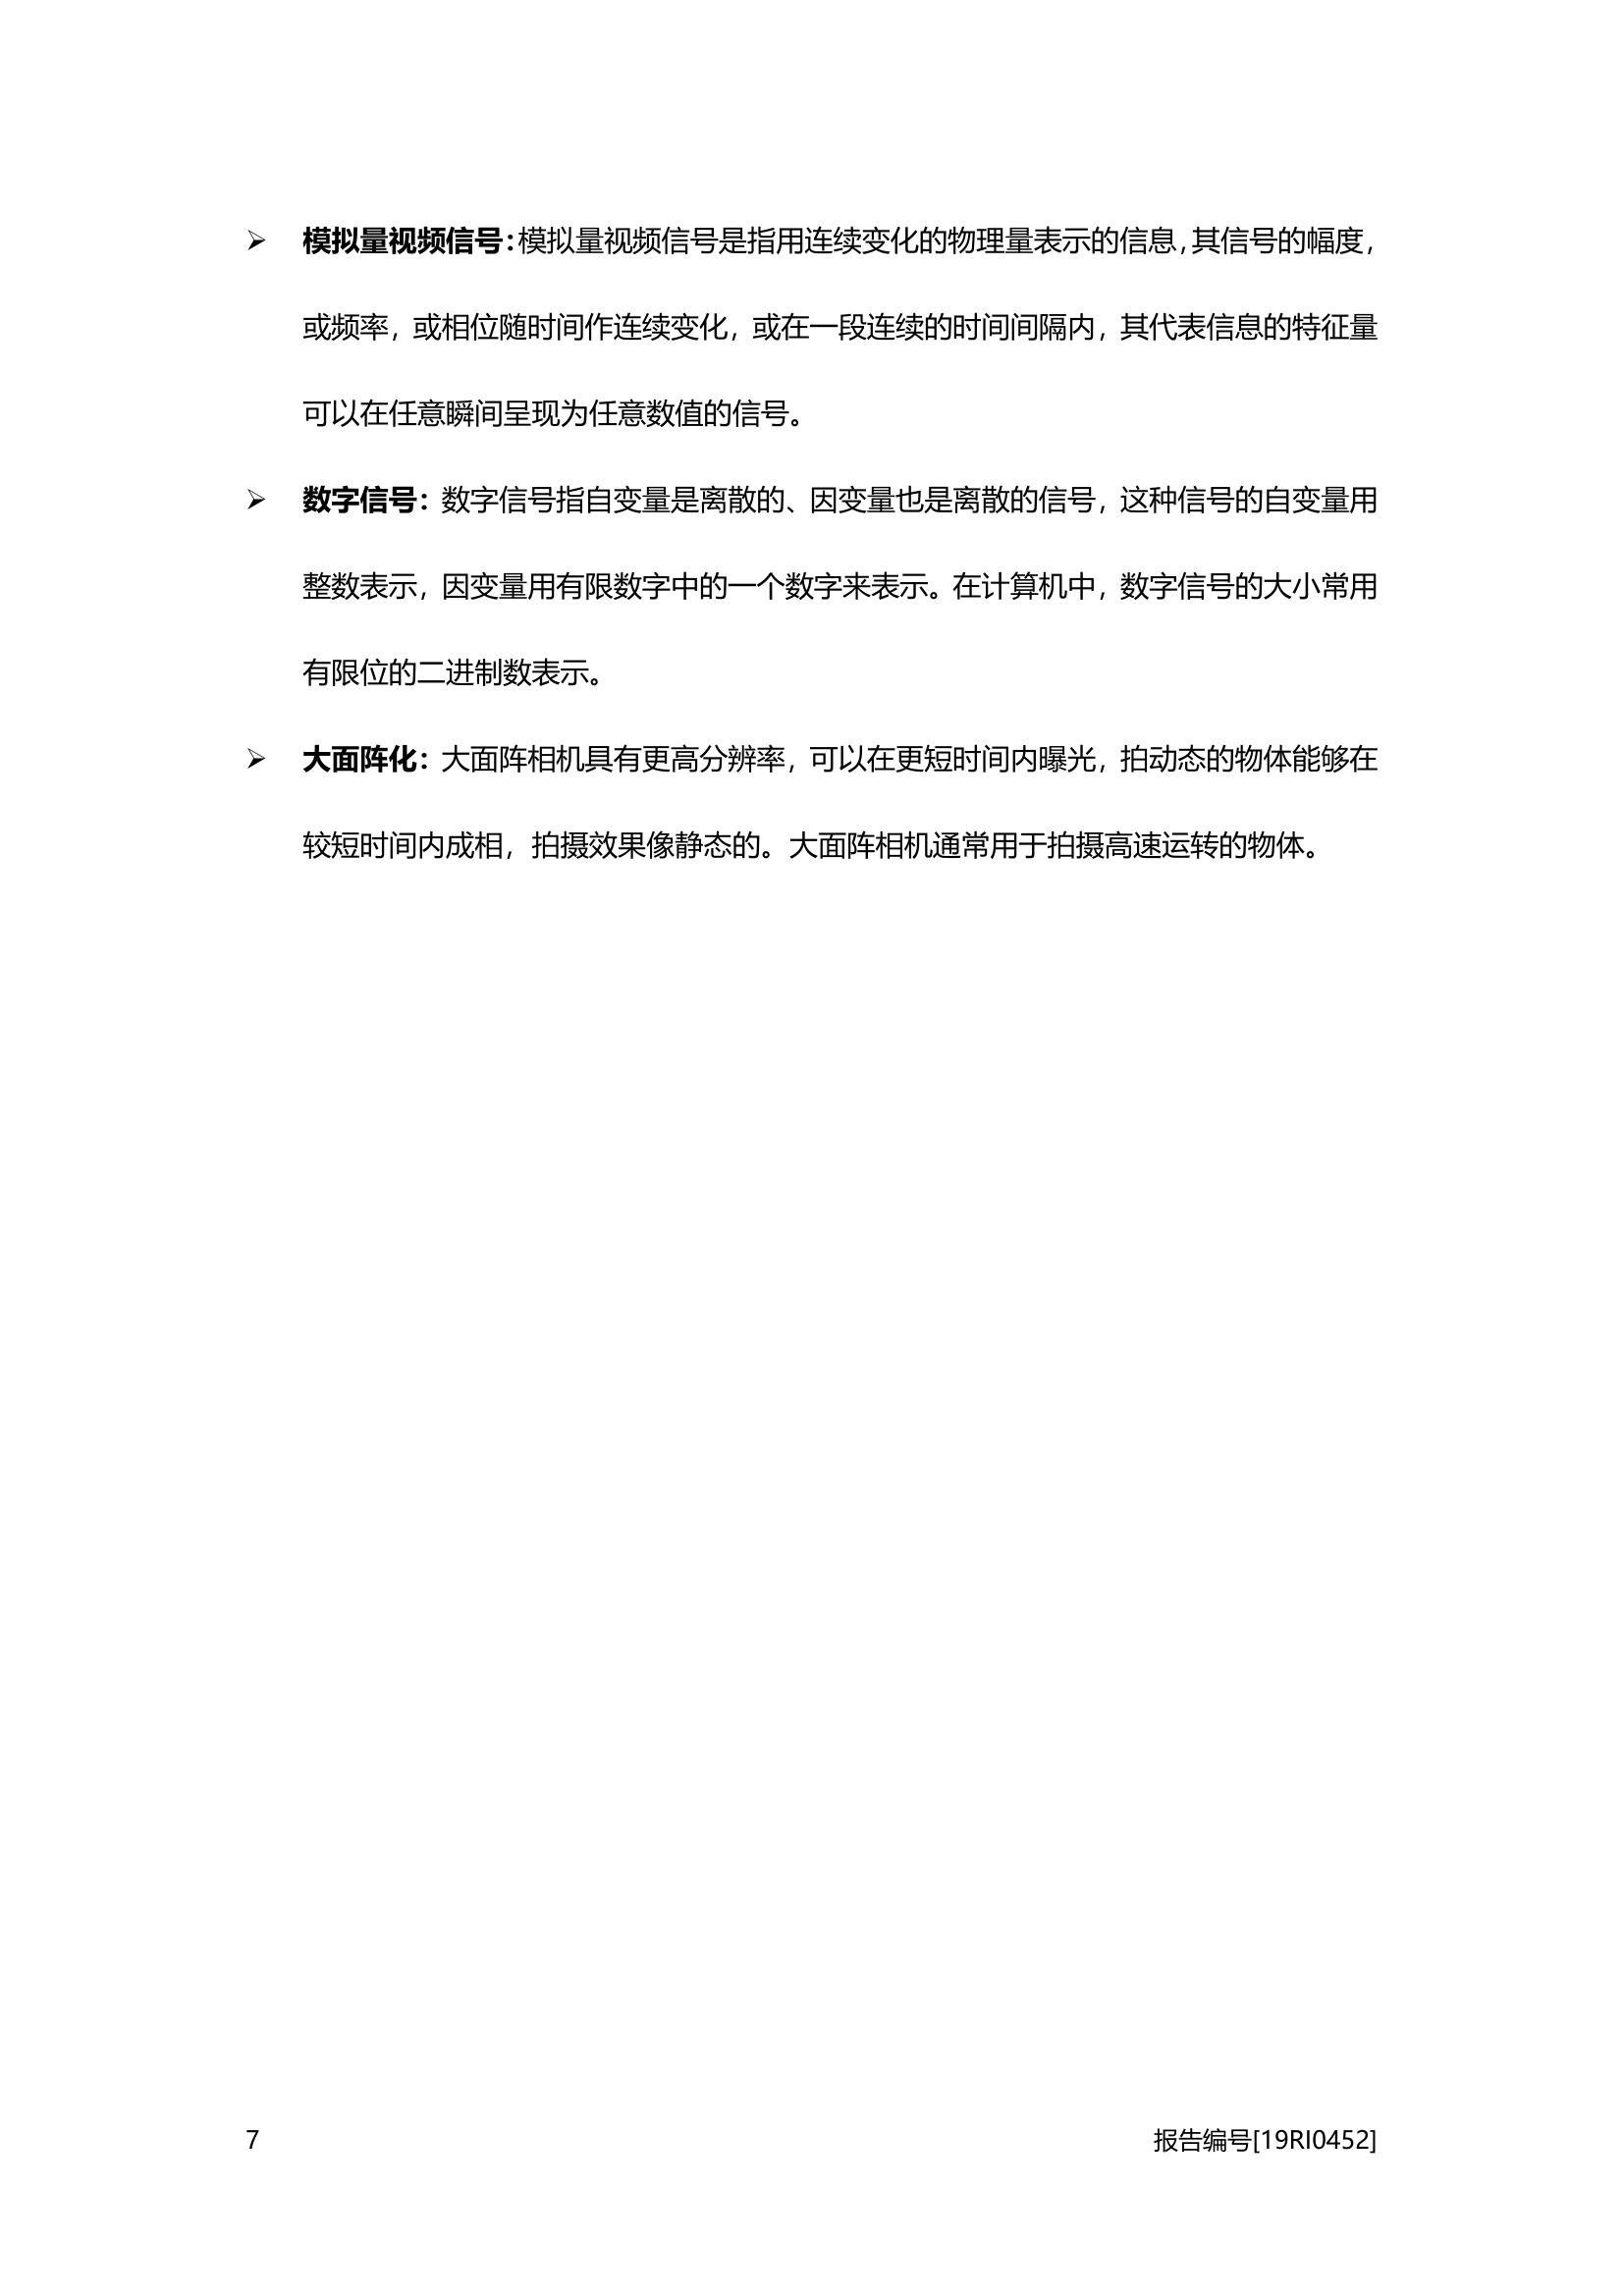 ➢ 模拟量视频信号：模拟量视频信号是指用连续变化的物理量表示的信息，其信号的幅度，
或频率，或相位随时间作连续变化，或在一段连续的时间间隔内，其代表信息的特征量
可以在任意瞬间呈现为任意数值的信号。
➢ 数字信号：数字信号指自变量是离散的、因变量也是离散的信号，这种信号的自变量用
整数表示，因变量用有限数字中的一个数字来表示。在计算机中，数字信号的大小常用
有限位的二进制数表示。
➢ 大面阵化：大面阵相机具有更高分辨率，可以在更短时间内曝光，拍动态的物体能够在
较短时间内成相，拍摄效果像静态的。大面阵相机通常用于拍摄高速运转的物体。
7 报告编号[19RI0452]